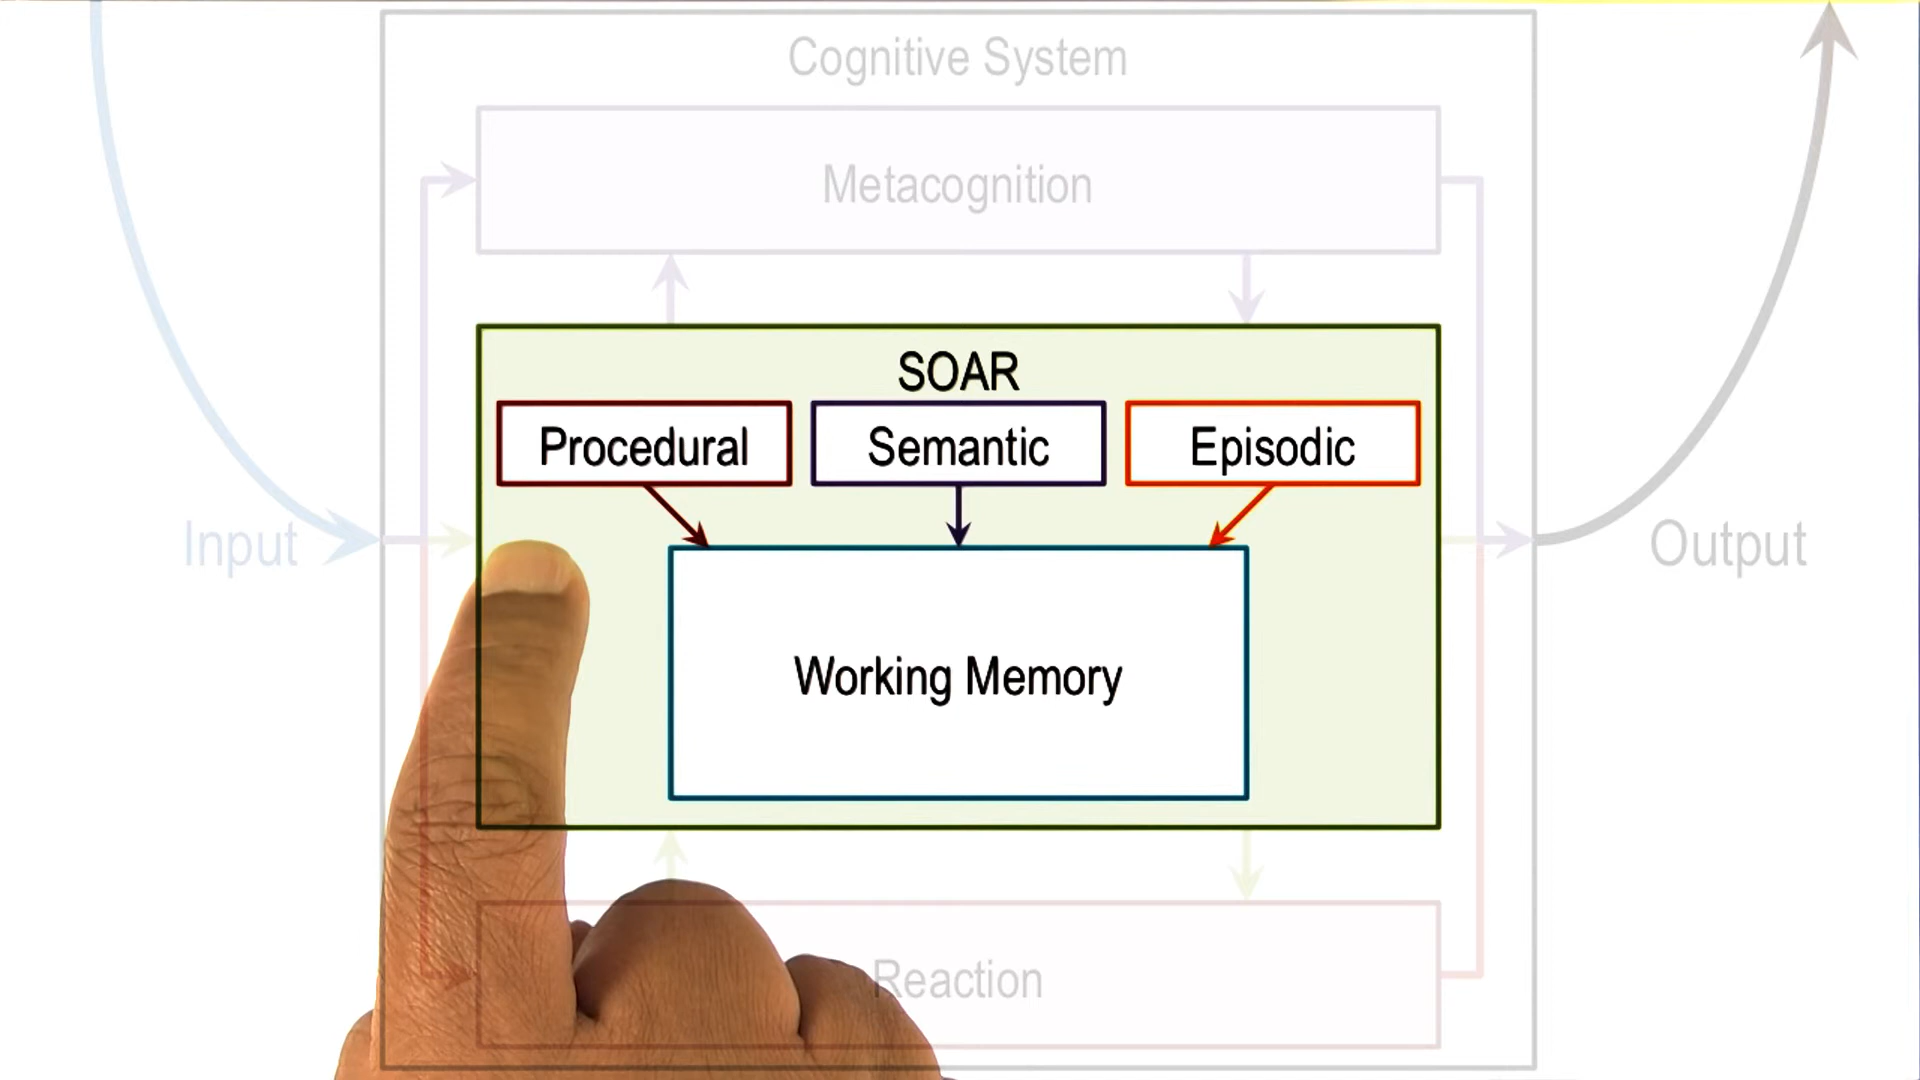 Cognitive System
Metacognition
SOAR
Procedural
Semantic
Episodic
Input
Output
Working Memory
Reaction